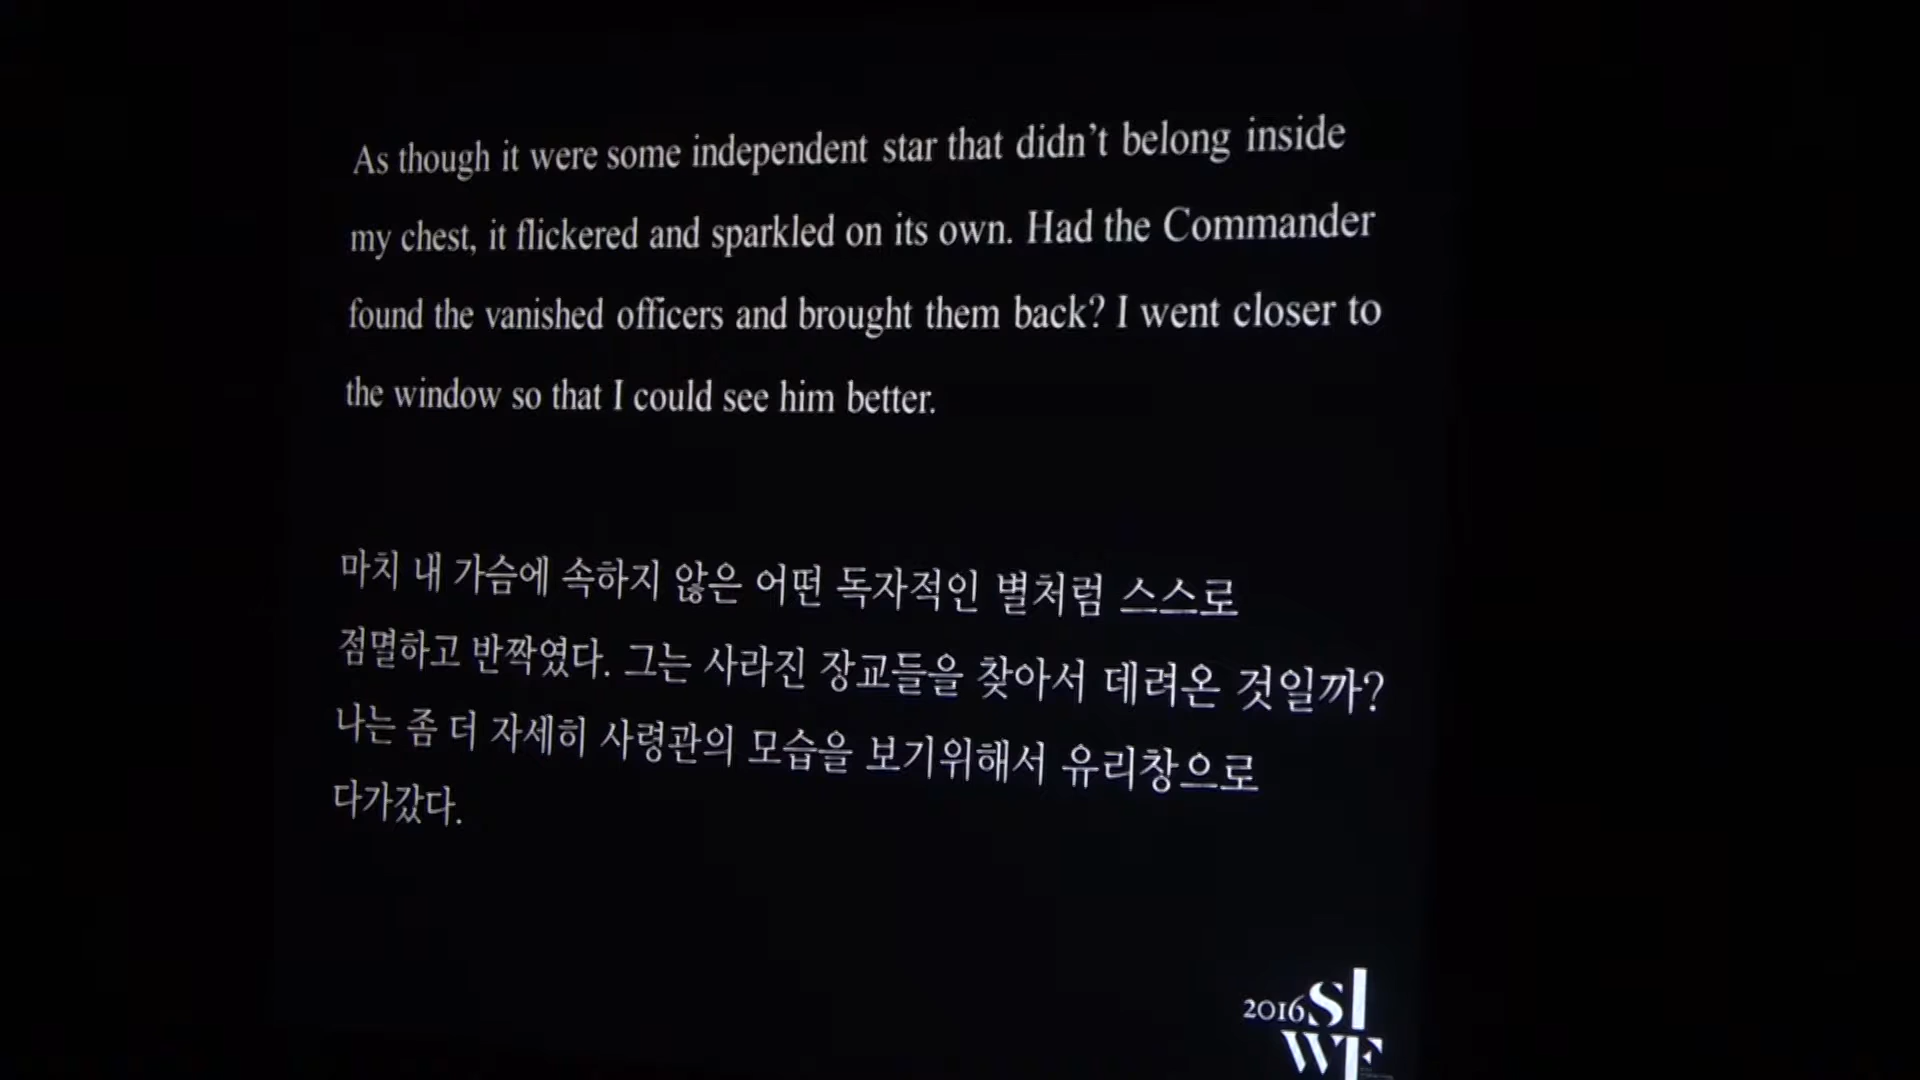 As though it were some independent star that didn’t belong inside
my chest, it flickered and sparkled on its own. Had the Commander
found the vanished officers and brought them back? I went closer to
the window so that I could see him better.
마치 내 가슴에 속하지 않은 어떤 독자적인 별처럼 스스로
점멸하고 반짝였다. 그는 사라진 장교들을 찾아서 데려온 것일까?
나는 좀 더 자세히 사령관의 모습을 보기위해서 유리창으로
다가갔다.
2016 SI
WF